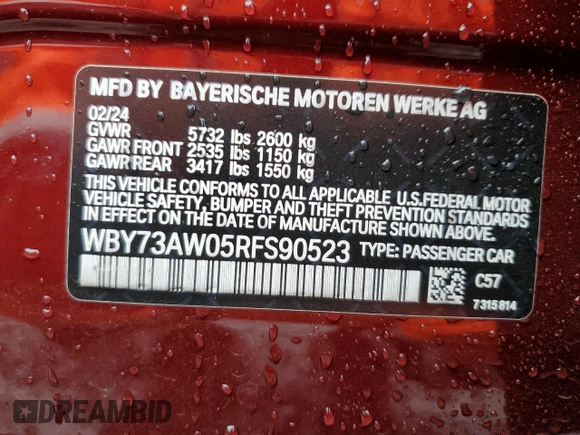 MFD BY BAYERISCHE MOTOREN WERKE AG
02/24
GVWR 5732 lbs 2600 kg
GAWR FRONT 2535 lbs 1150 kg
GAWR REAR 3417 lbs 1550 kg
THIS VEHICLE CONFORMS TO ALL APPLICABLE U.S.FEDERAL MOTOR
VEHICLE SAFETY, BUMPER, AND THEFT PREVENTION STANDARDS
IN EFFECT ON THE DATE OF MANUFACTURE SHOWN ABOVE.
WBY73AW05RFS90523 TYPE: PASSENGER CAR
C57
7315814
DREAMBID